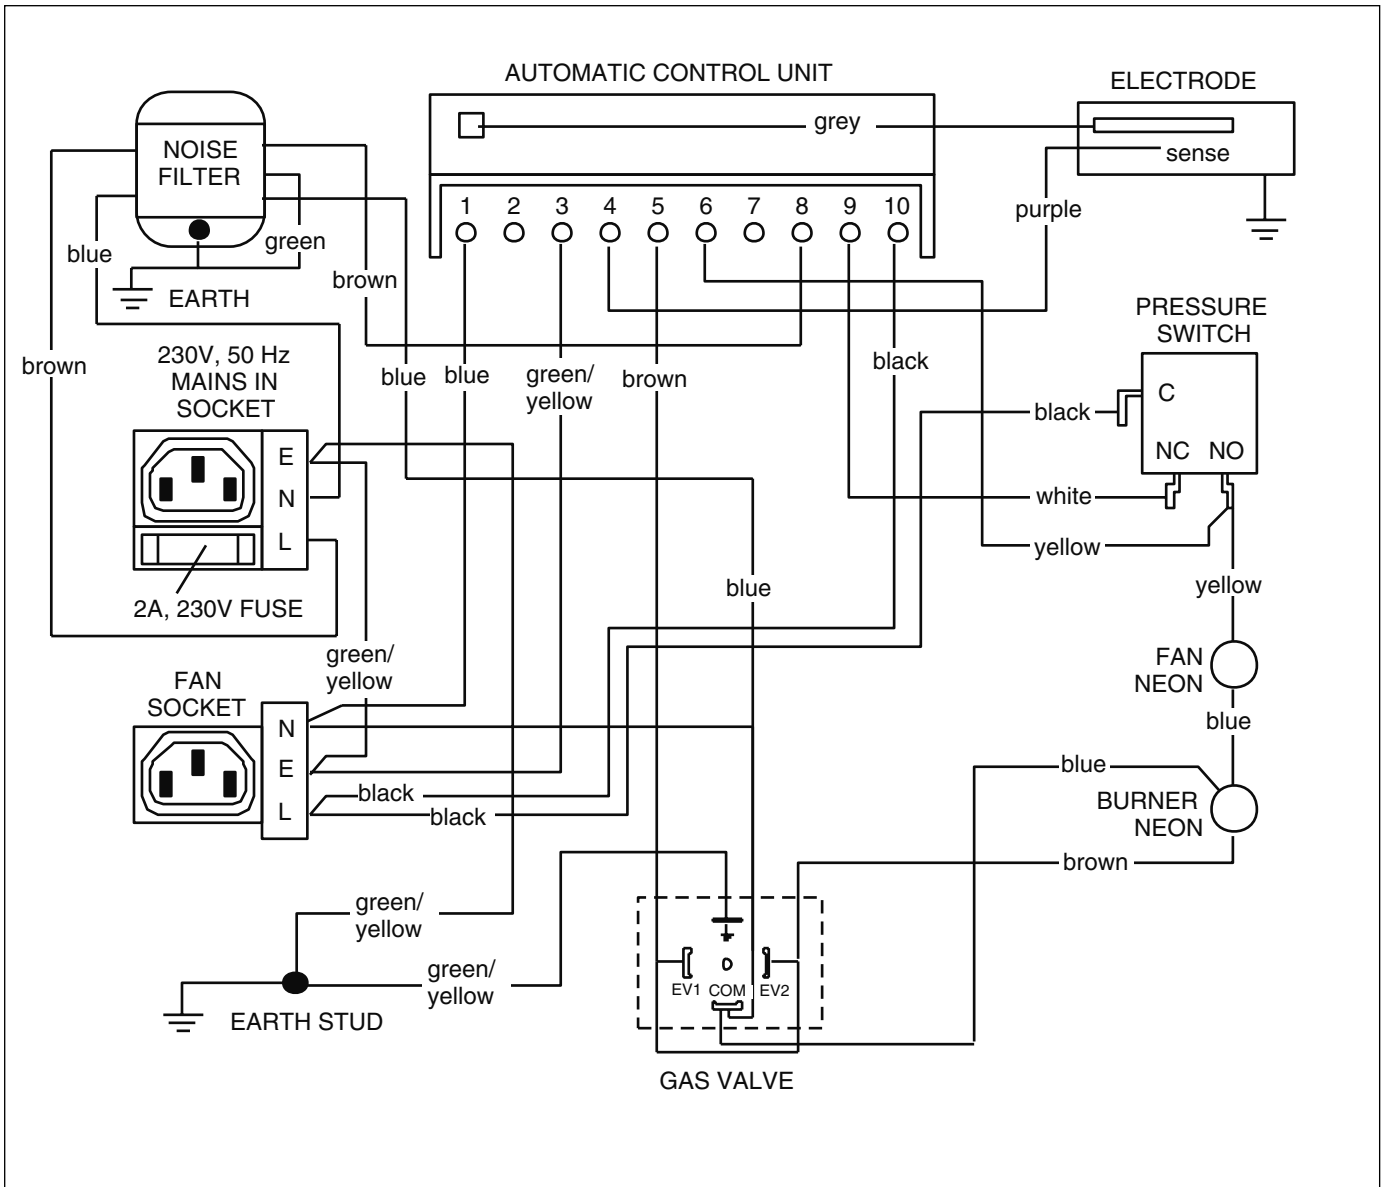 AUTOMATIC CONTROL UNIT
ELECTRODE
grey
NOISE
FILTER
sense
1 2 3 4 5 6 7 8 9 10
purple
green
blue
brown
EARTH
PRESSURE
SWITCH
230V, 50 Hz
MAINS IN
SOCKET
brown
blue
blue
green/
yellow
brown
black
C
black
NC NO
E
N
L
white
yellow
yellow
2A, 230V FUSE
blue
green/
yellow
FAN
NEON
FAN
SOCKET
N
E
L
blue
black
black
blue
BURNER
NEON
brown
green/
yellow
green/
yellow
EV1 COM EV2
EARTH STUD
GAS VALVE